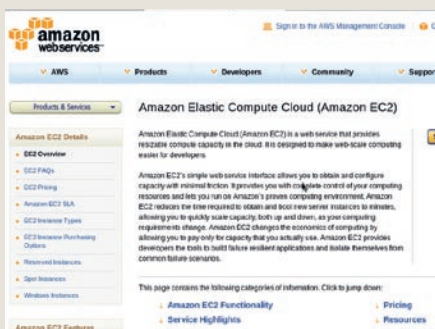 amazon
webservices™
Sign in to the AWS Management Console
AWS
Products
Developers
Community
Support
Products & Services
Amazon EC2 Details
EC2 Overview
EC2 FAQs
EC2 Pricing
Amazon EC2 SLA
EC2 Instance Types
EC2 Instance Purchasing
Options
Reserved Instances
Spot Instances
Windows Instances
Amazon EC2 Features
Amazon Elastic Compute Cloud (Amazon EC2)
Amazon Elastic Compute Cloud (Amazon EC2) is a web service that provides
resizable compute capacity in the cloud. It is designed to make web-scale computing
easier for developers.
Amazon EC2's simple web service interface allows you to obtain and configure
capacity with minimal friction. It provides you with complete control of your computing
resources and lets you run on Amazon's proven computing environment. Amazon
EC2 reduces the time required to obtain and boot new server instances to minutes,
allowing you to quickly scale capacity, both up and down, as your computing
requirements change. Amazon EC2 changes the economics of computing by
allowing you to pay only for capacity that you actually use. Amazon EC2 provides
developers the tools to build failure resilient applications and isolate themselves from
common failure scenarios.
This page contains the following categories of information. Click to jump down:
Amazon EC2 Functionality
Pricing
Service Highlights
Resources